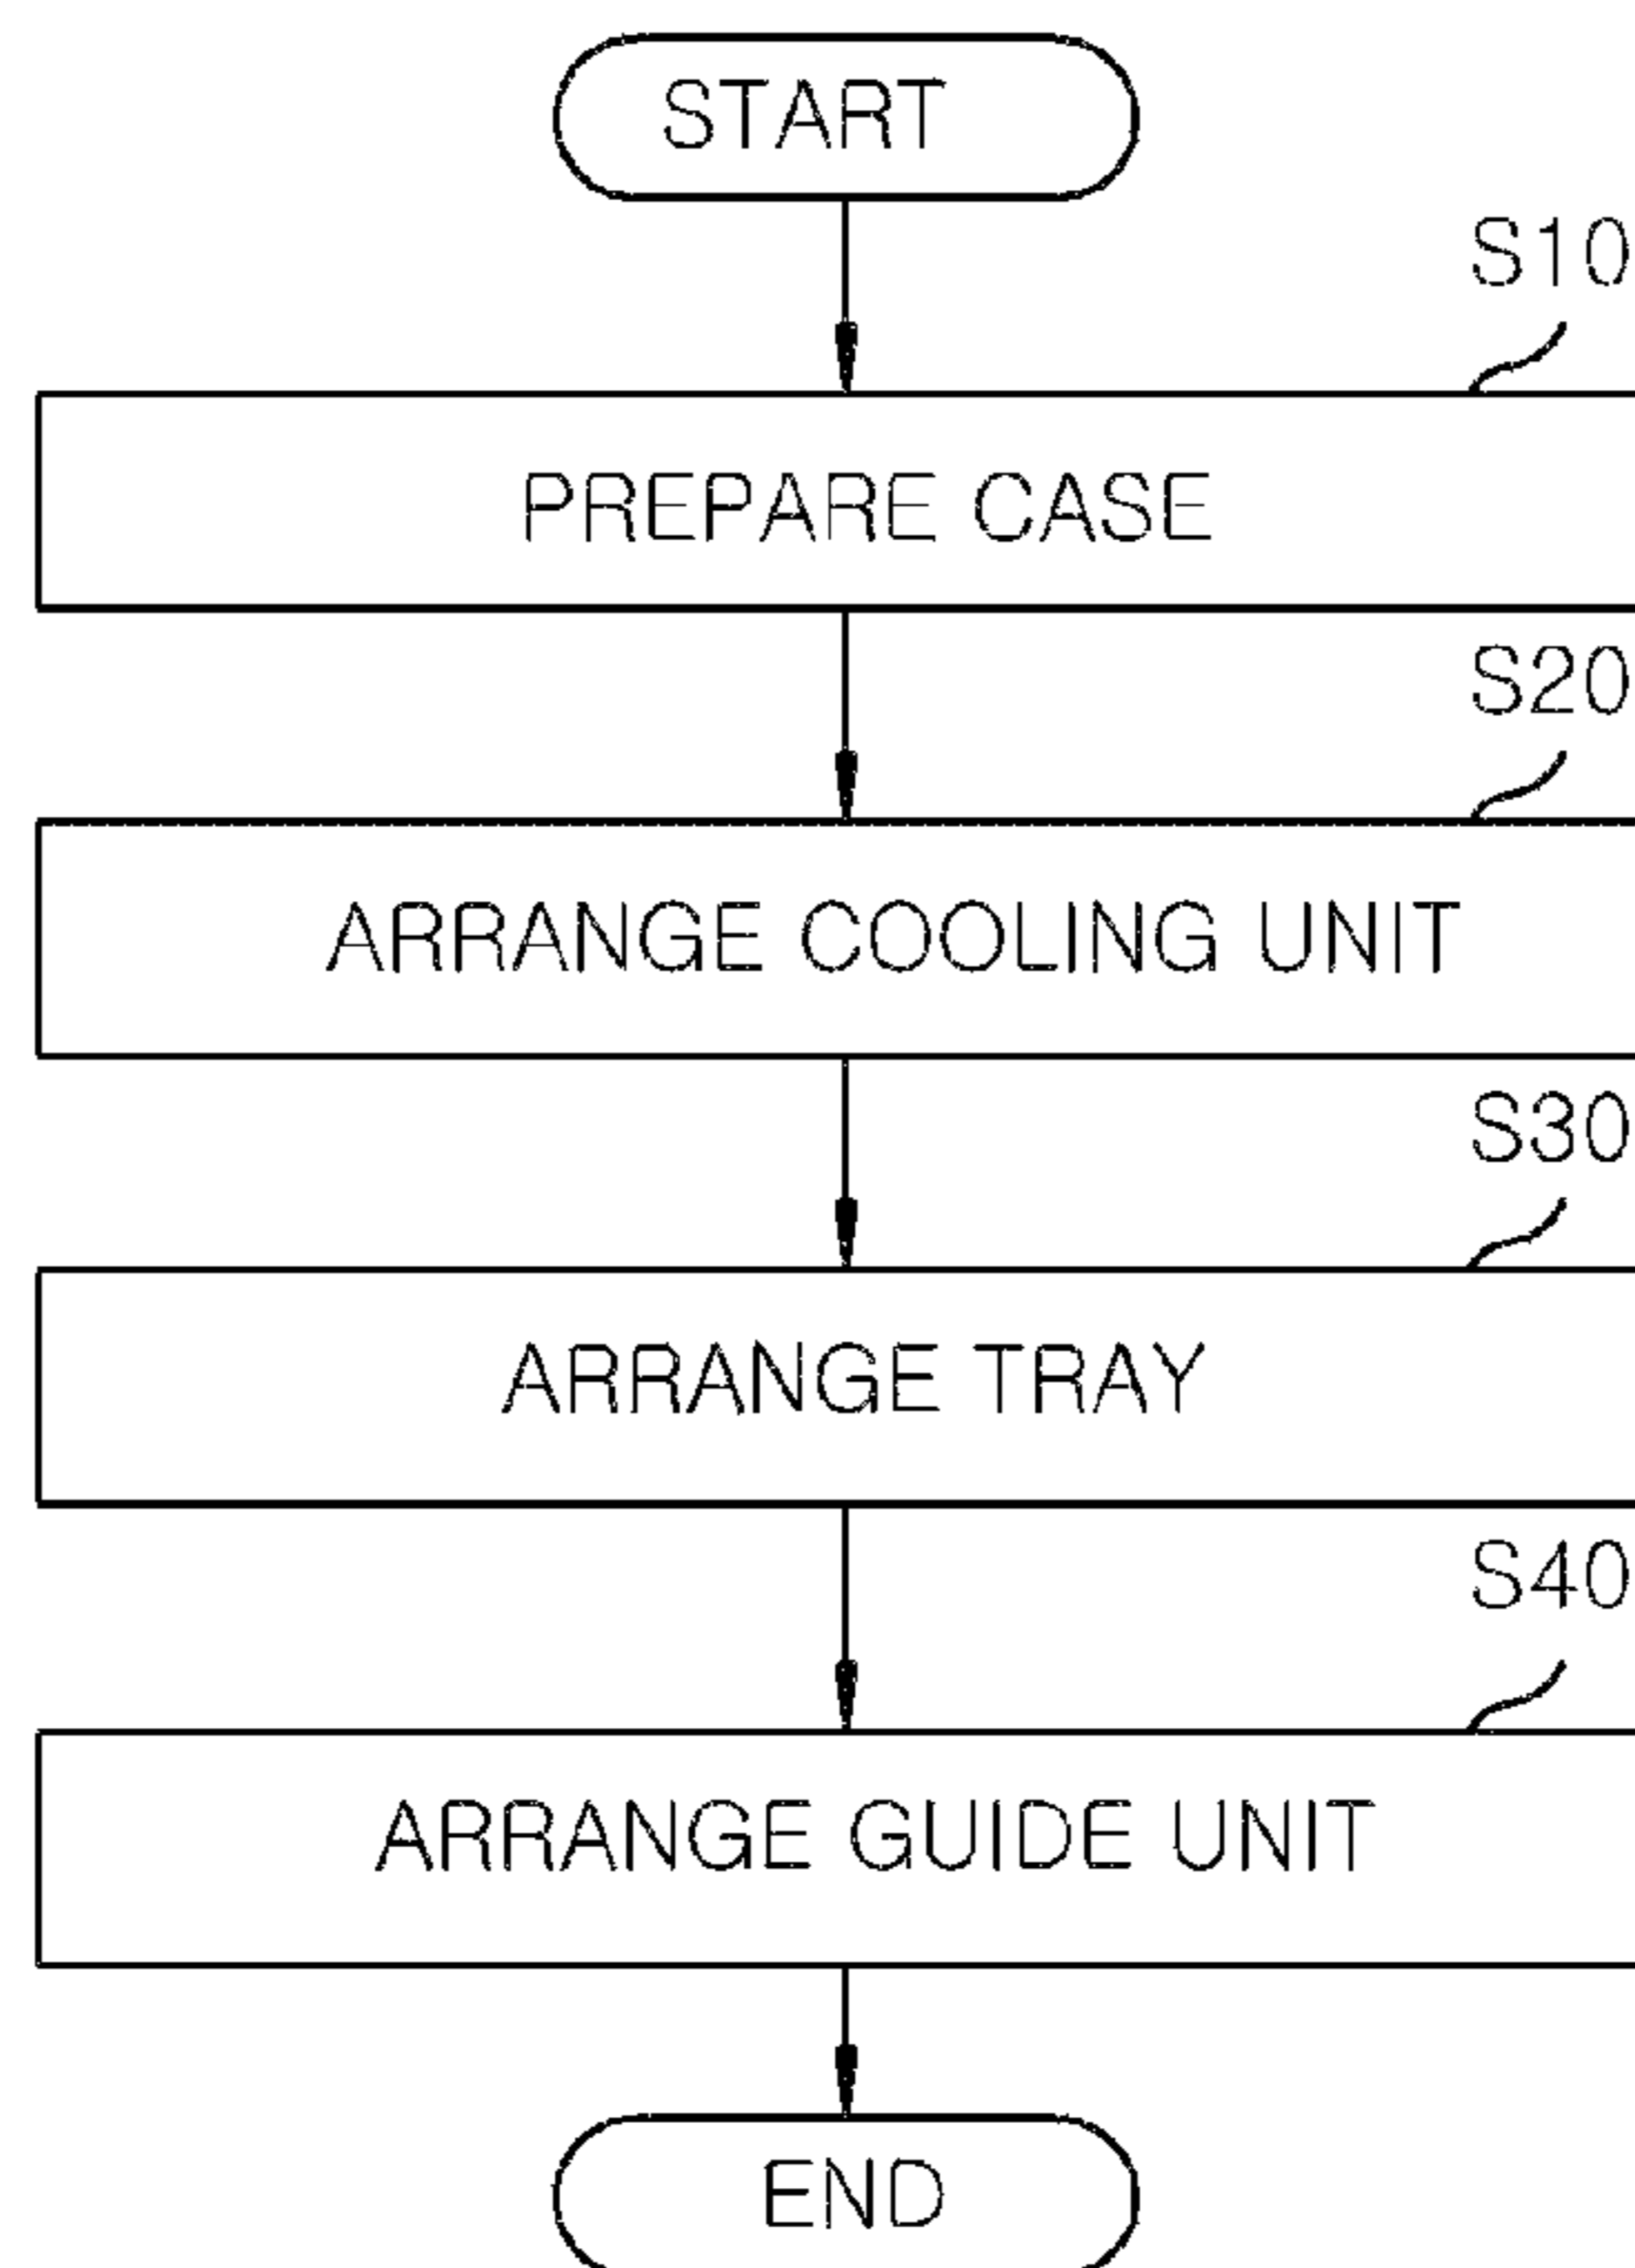 START
S10
PREPARE CASE
S20
ARRANGE COOLING UNIT
S30
ARRANGE TRAY
S40
ARRANGE GUIDE UNIT
END